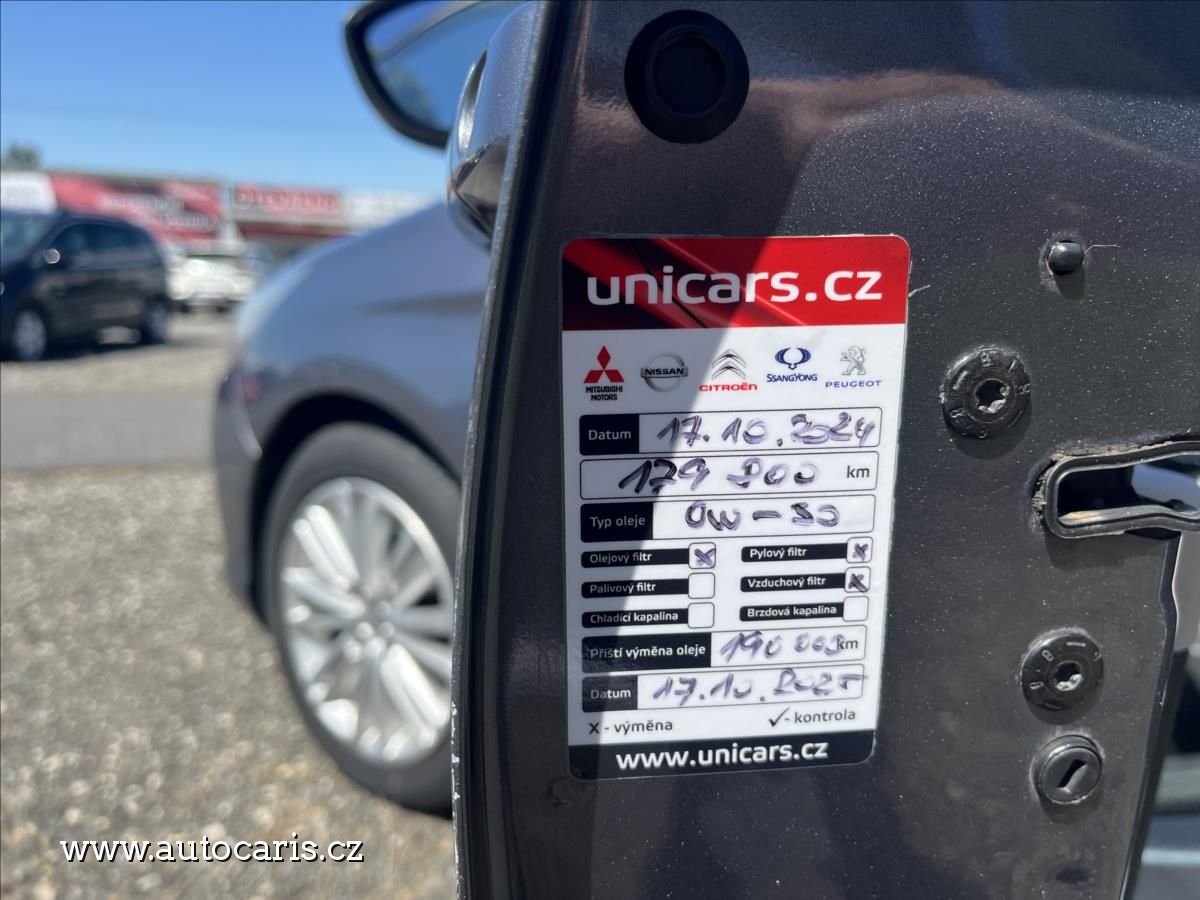 unicars.cz
MITSUBISHI MOTORS NISSAN CITROËN SSANGYONG PEUGEOT
Datum 17.10.2024
179 900 km
Typ oleje 0W-30
Olejový filtr X Pylový filtr X
Palivový filtr Vzduchový filtr X
Chladící kapalina Brzdová kapalina
Příští výměna oleje 190 000 km
Datum 17.10.2025
X - výměna ✓- kontrola
www.unicars.cz
www.autocaris.cz